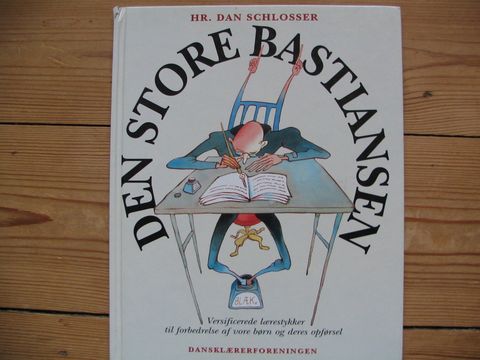 HR. DAN SCHLOSSER
DEN STORE BASTIANSEN
BLÆK
Versificerede lærestykker
til forbedrelse af vore børn og deres opførsel
DANSKLÆRERFORENINGEN